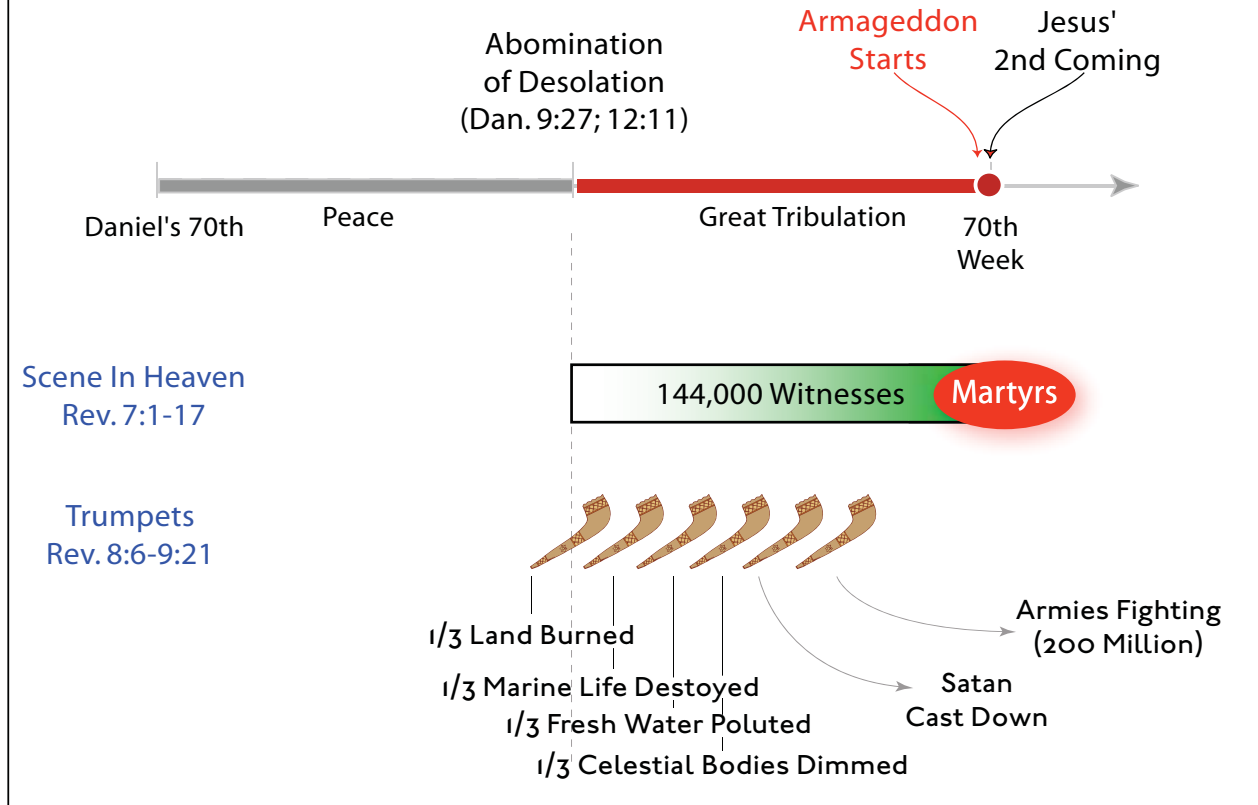 Armageddon
Starts
Jesus'
2nd Coming
Abomination
of Desolation
(Dan. 9:27; 12:11)
Daniel's 70th
Peace
Great Tribulation
70th
Week
Scene In Heaven
Rev. 7:1-17
144,000 Witnesses
Martyrs
Trumpets
Rev. 8:6-9:21
1/3 Land Burned
1/3 Marine Life Destoyed
1/3 Fresh Water Poluted
1/3 Celestial Bodies Dimmed
Satan
Cast Down
Armies Fighting
(200 Million)